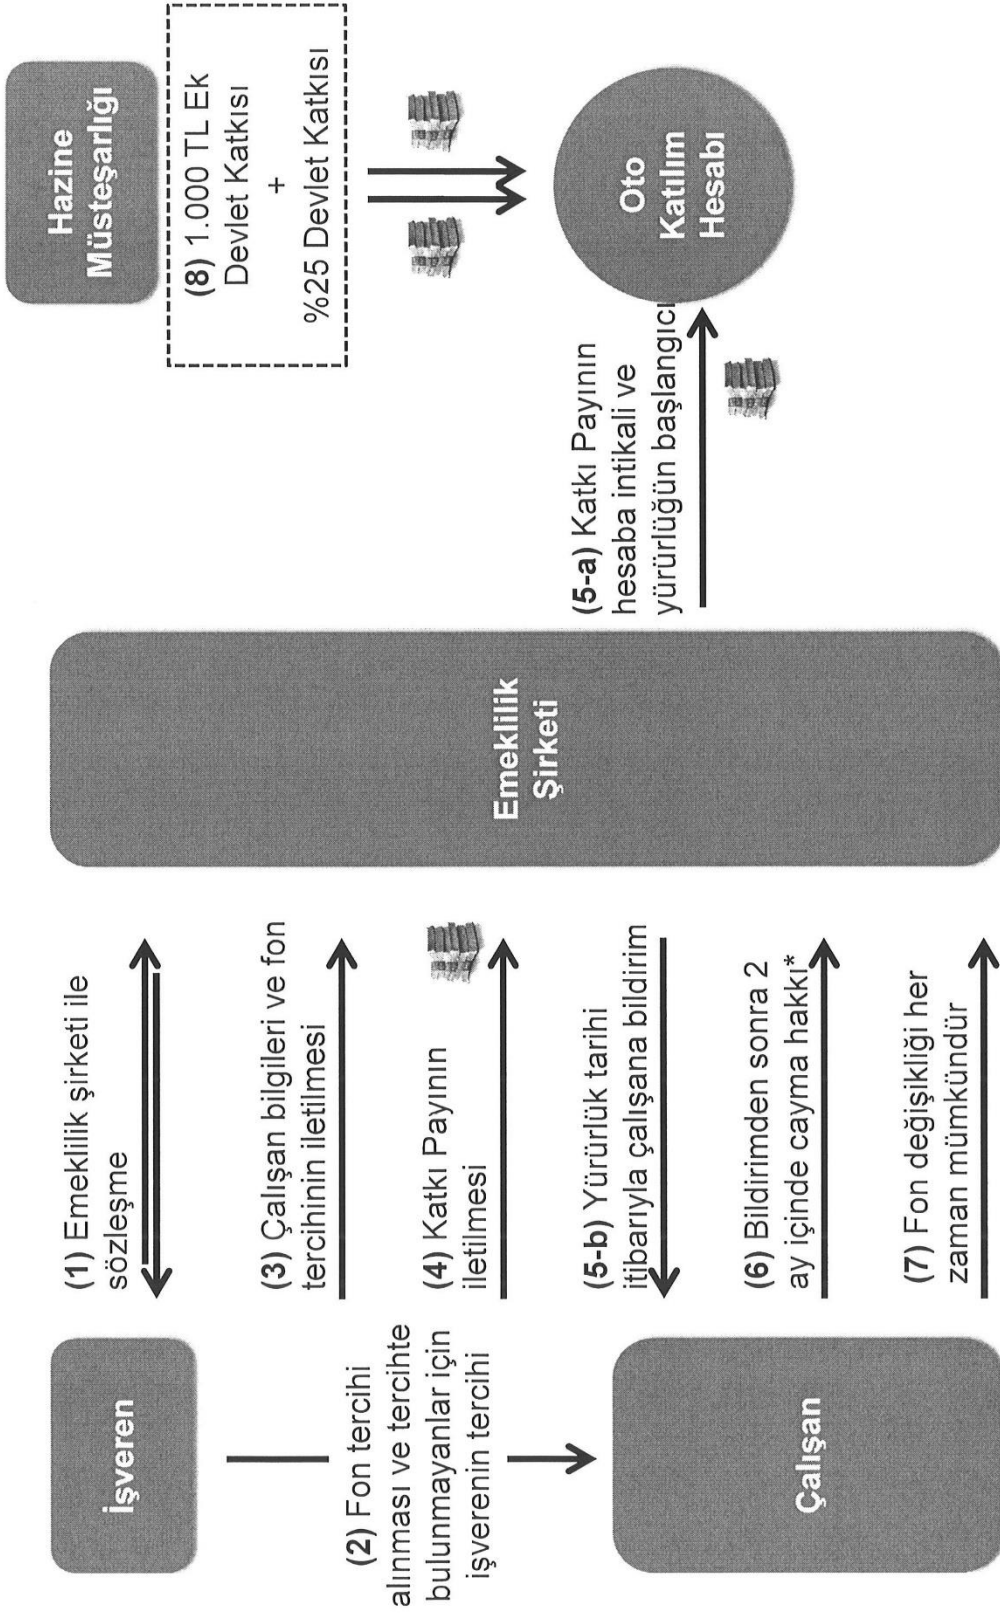 İşveren
(1) Emeklilik şirketi ile
sözleşme
(2) Fon tercihi
alınması ve tercihte
bulunmayanlar için
işverenin tercihi
(3) Çalışan bilgileri ve fon
tercihinin iletilmesi
(4) Katkı Payının
iletilmesi
(5-b) Yürürlük tarihi
itibarıyla çalışana bildirim
(6) Bildirimden sonra 2
ay içinde cayma hakkı*
(7) Fon değişikliği her
zaman mümkündür
Çalışan
Emeklilik
Şirketi
(5-a) Katkı Payının
hesaba intikali ve
yürürlüğün başlangıcı
Hazine
Müsteşarlığı
(8) 1.000 TL Ek
Devlet Katkısı
+
%25 Devlet Katkısı
Oto
Katılım
Hesabı